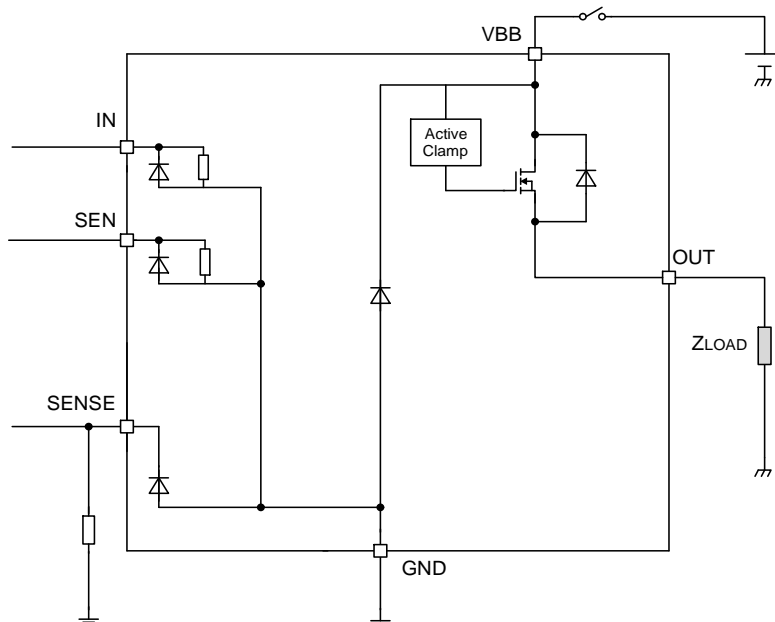 VBB
IN
Active
Clamp
SEN
OUT
ZLOAD
SENSE
GND